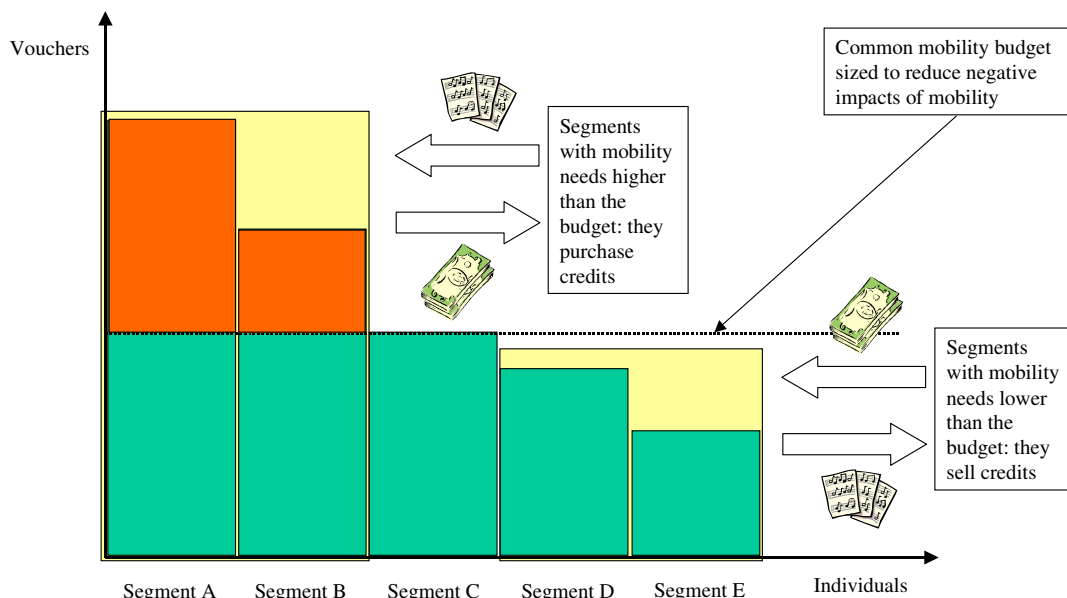 Vouchers
Common mobility budget
sized to reduce negative
impacts of mobility
Segments
with mobility
needs higher
than the
budget: they
purchase
credits
Segments
with mobility
needs lower
than the
budget: they
sell credits
Segment A
Segment B
Segment C
Segment D
Segment E
Individuals